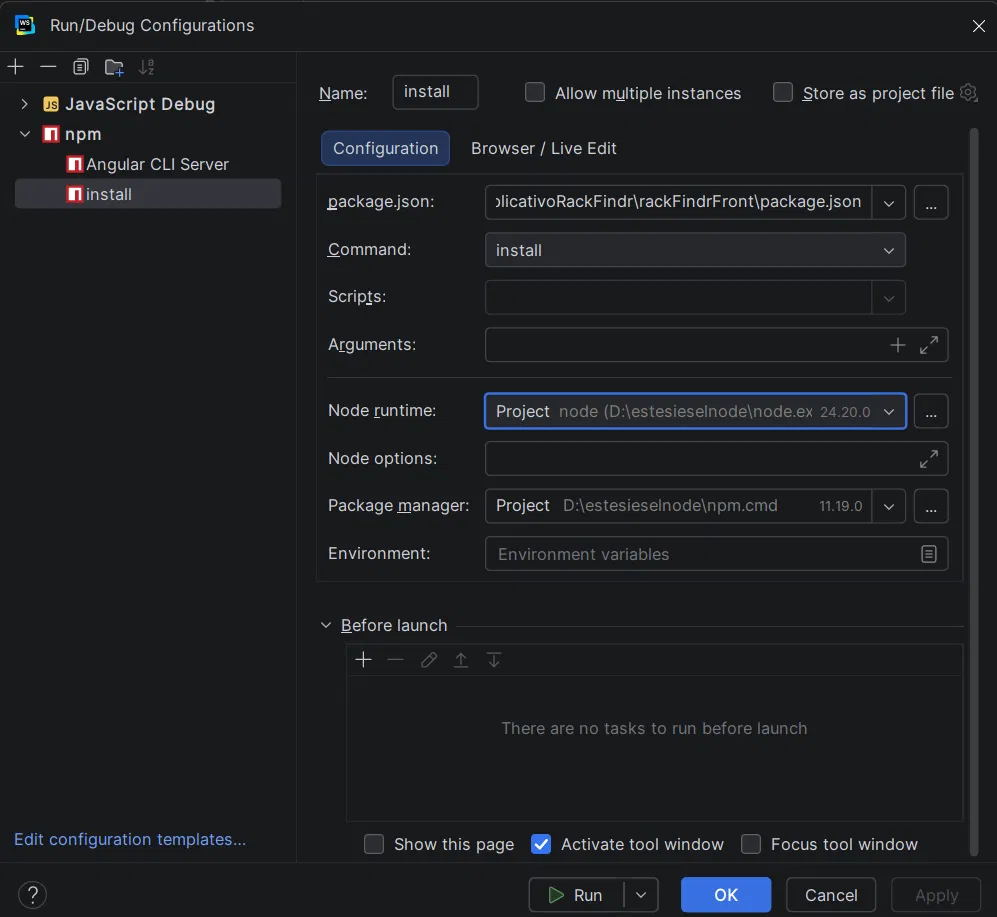 WS Run/Debug Configurations
JS JavaScript Debug
npm
Angular CLI Server
install
Edit configuration templates...
Name: install Allow multiple instances Store as project file
Configuration Browser / Live Edit
package.json: plicativoRackFindr\rackFindrFront\package.json ...
Command: install
Scripts:
Arguments:
Node runtime: Project node (D:\estesieselnode\node.ex 24.20.0 ...
Node options:
Package manager: Project D:\estesieselnode\npm.cmd 11.19.0 ...
Environment: Environment variables
Before launch
There are no tasks to run before launch
Show this page Activate tool window Focus tool window
? Run OK Cancel Apply